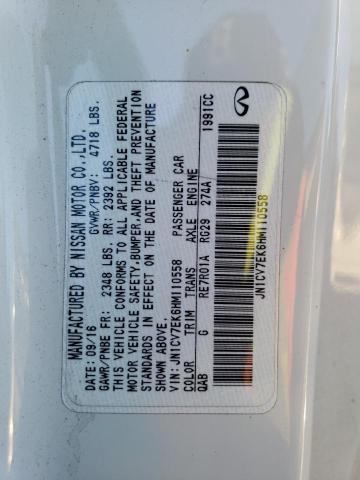 MANUFACTURED BY NISSAN MOTOR CO.,LTD.
DATE: 09/16 GVWR/PNBV: 4718 LBS.
GAWR/PNBE FR: 2348 LBS. RR: 2392 LBS.
THIS VEHICLE CONFORMS TO ALL APPLICABLE FEDERAL
MOTOR VEHICLE SAFETY,BUMPER,AND THEFT PREVENTION
STANDARDS IN EFFECT ON THE DATE OF MANUFACTURE
SHOWN ABOVE.
VIN: JN1CV7EK6HM110558 PASSENGER CAR
COLOR TRIM TRANS AXLE ENGINE
QAB G RE7R01A RG29 274A 1991CC
JN1CV7EK6HM110558